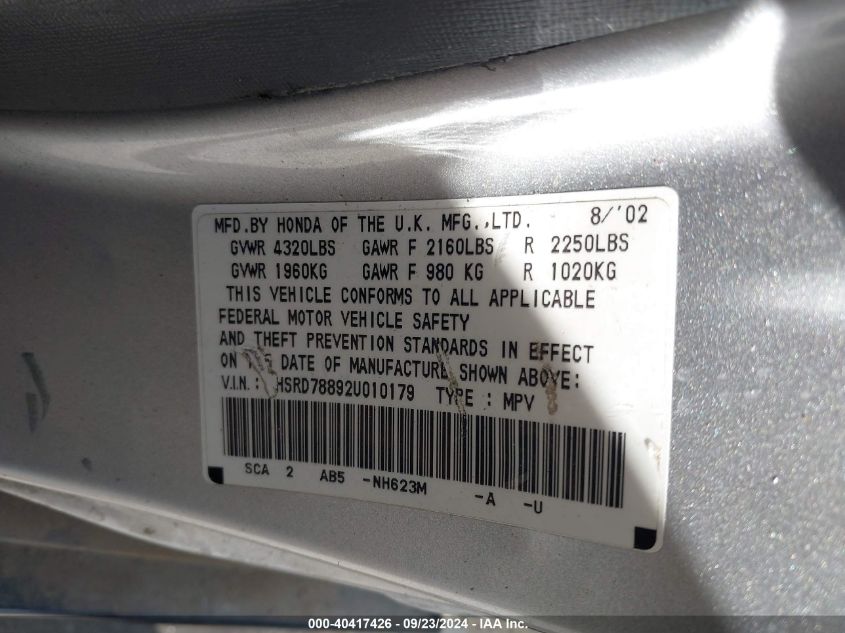 MFD.BY HONDA OF THE U.K. MFG.,LTD. 8/'02
GVWR 4320LBS GAWR F 2160LBS R 2250LBS
GVWR 1960KG GAWR F 980 KG R 1020KG
THIS VEHICLE CONFORMS TO ALL APPLICABLE
FEDERAL MOTOR VEHICLE SAFETY
AND THEFT PREVENTION STANDARDS IN EFFECT
ON DATE OF MANUFACTURE SHOWN ABOVE:
V.I.N.: HSRD78892U010179 TYPE : MPV
SCA 2 AB5 -NH623M -A -U
000-40417426 - 09/23/2024 - IAA Inc.